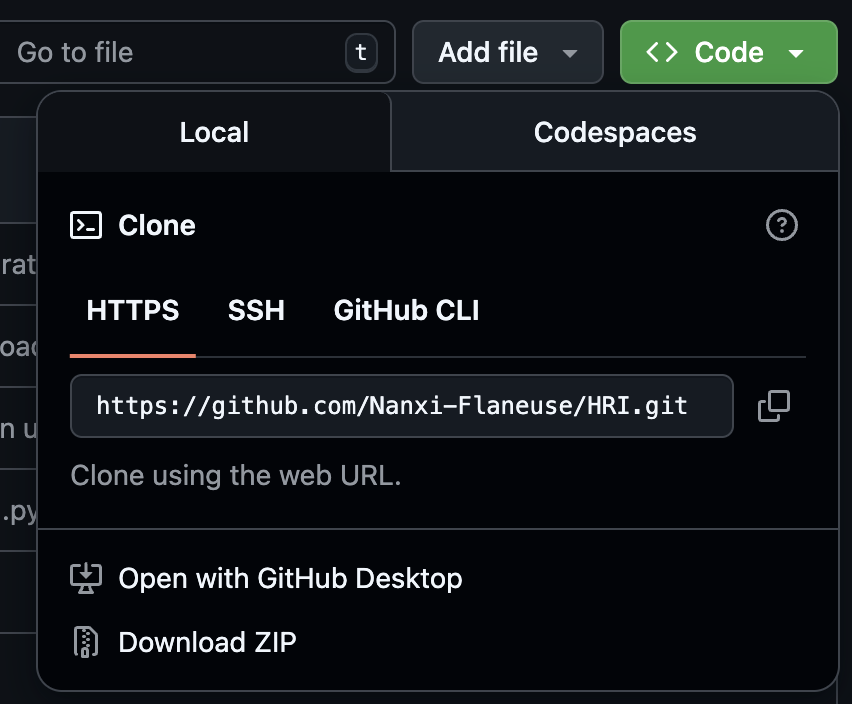 Go to file t Add file Code
Local Codespaces
Clone
HTTPS SSH GitHub CLI
https://github.com/Nanxi-Flaneuse/HRI.git
Clone using the web URL.
Open with GitHub Desktop
Download ZIP
rat
oad
n u
.py